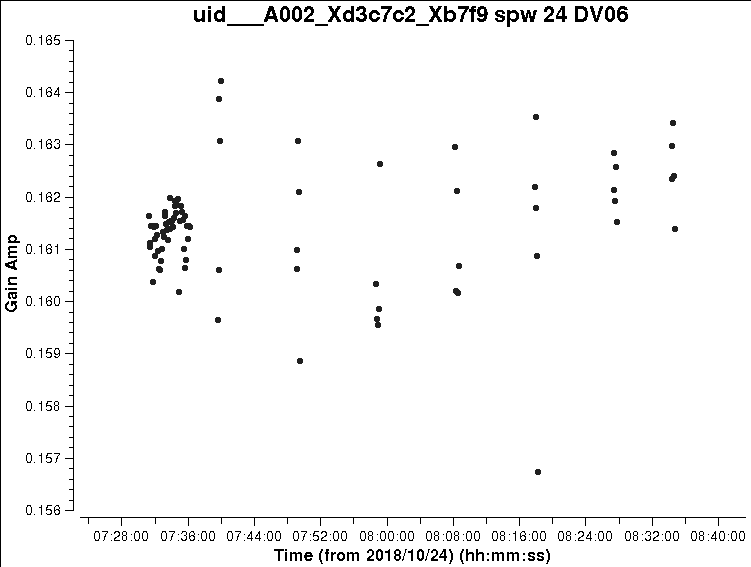 uid___A002_Xd3c7c2_Xb7f9 spw 24 DV06
0.165
0.164
0.163
0.162
0.161
0.160
0.159
0.158
0.157
0.156
Gain Amp
07:28:00 07:36:00 07:44:00 07:52:00 08:00:00 08:08:00 08:16:00 08:24:00 08:32:00 08:40:00
Time (from 2018/10/24) (hh:mm:ss)